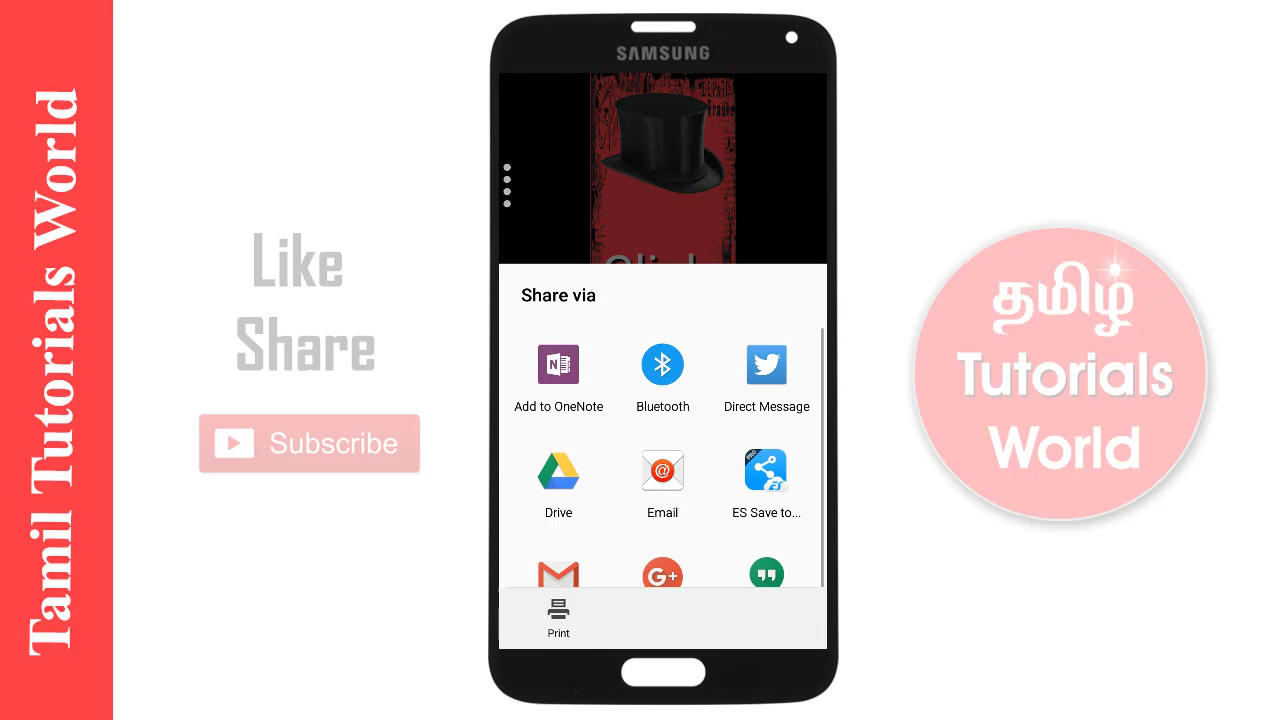 Tamil Tutorials World
Like
Share
Subscribe
SAMSUNG
Share via
Add to OneNote
Bluetooth
Direct Message
Drive
Email
PRO
ES Save to...
G+
Print
தமிழ்
Tutorials
World